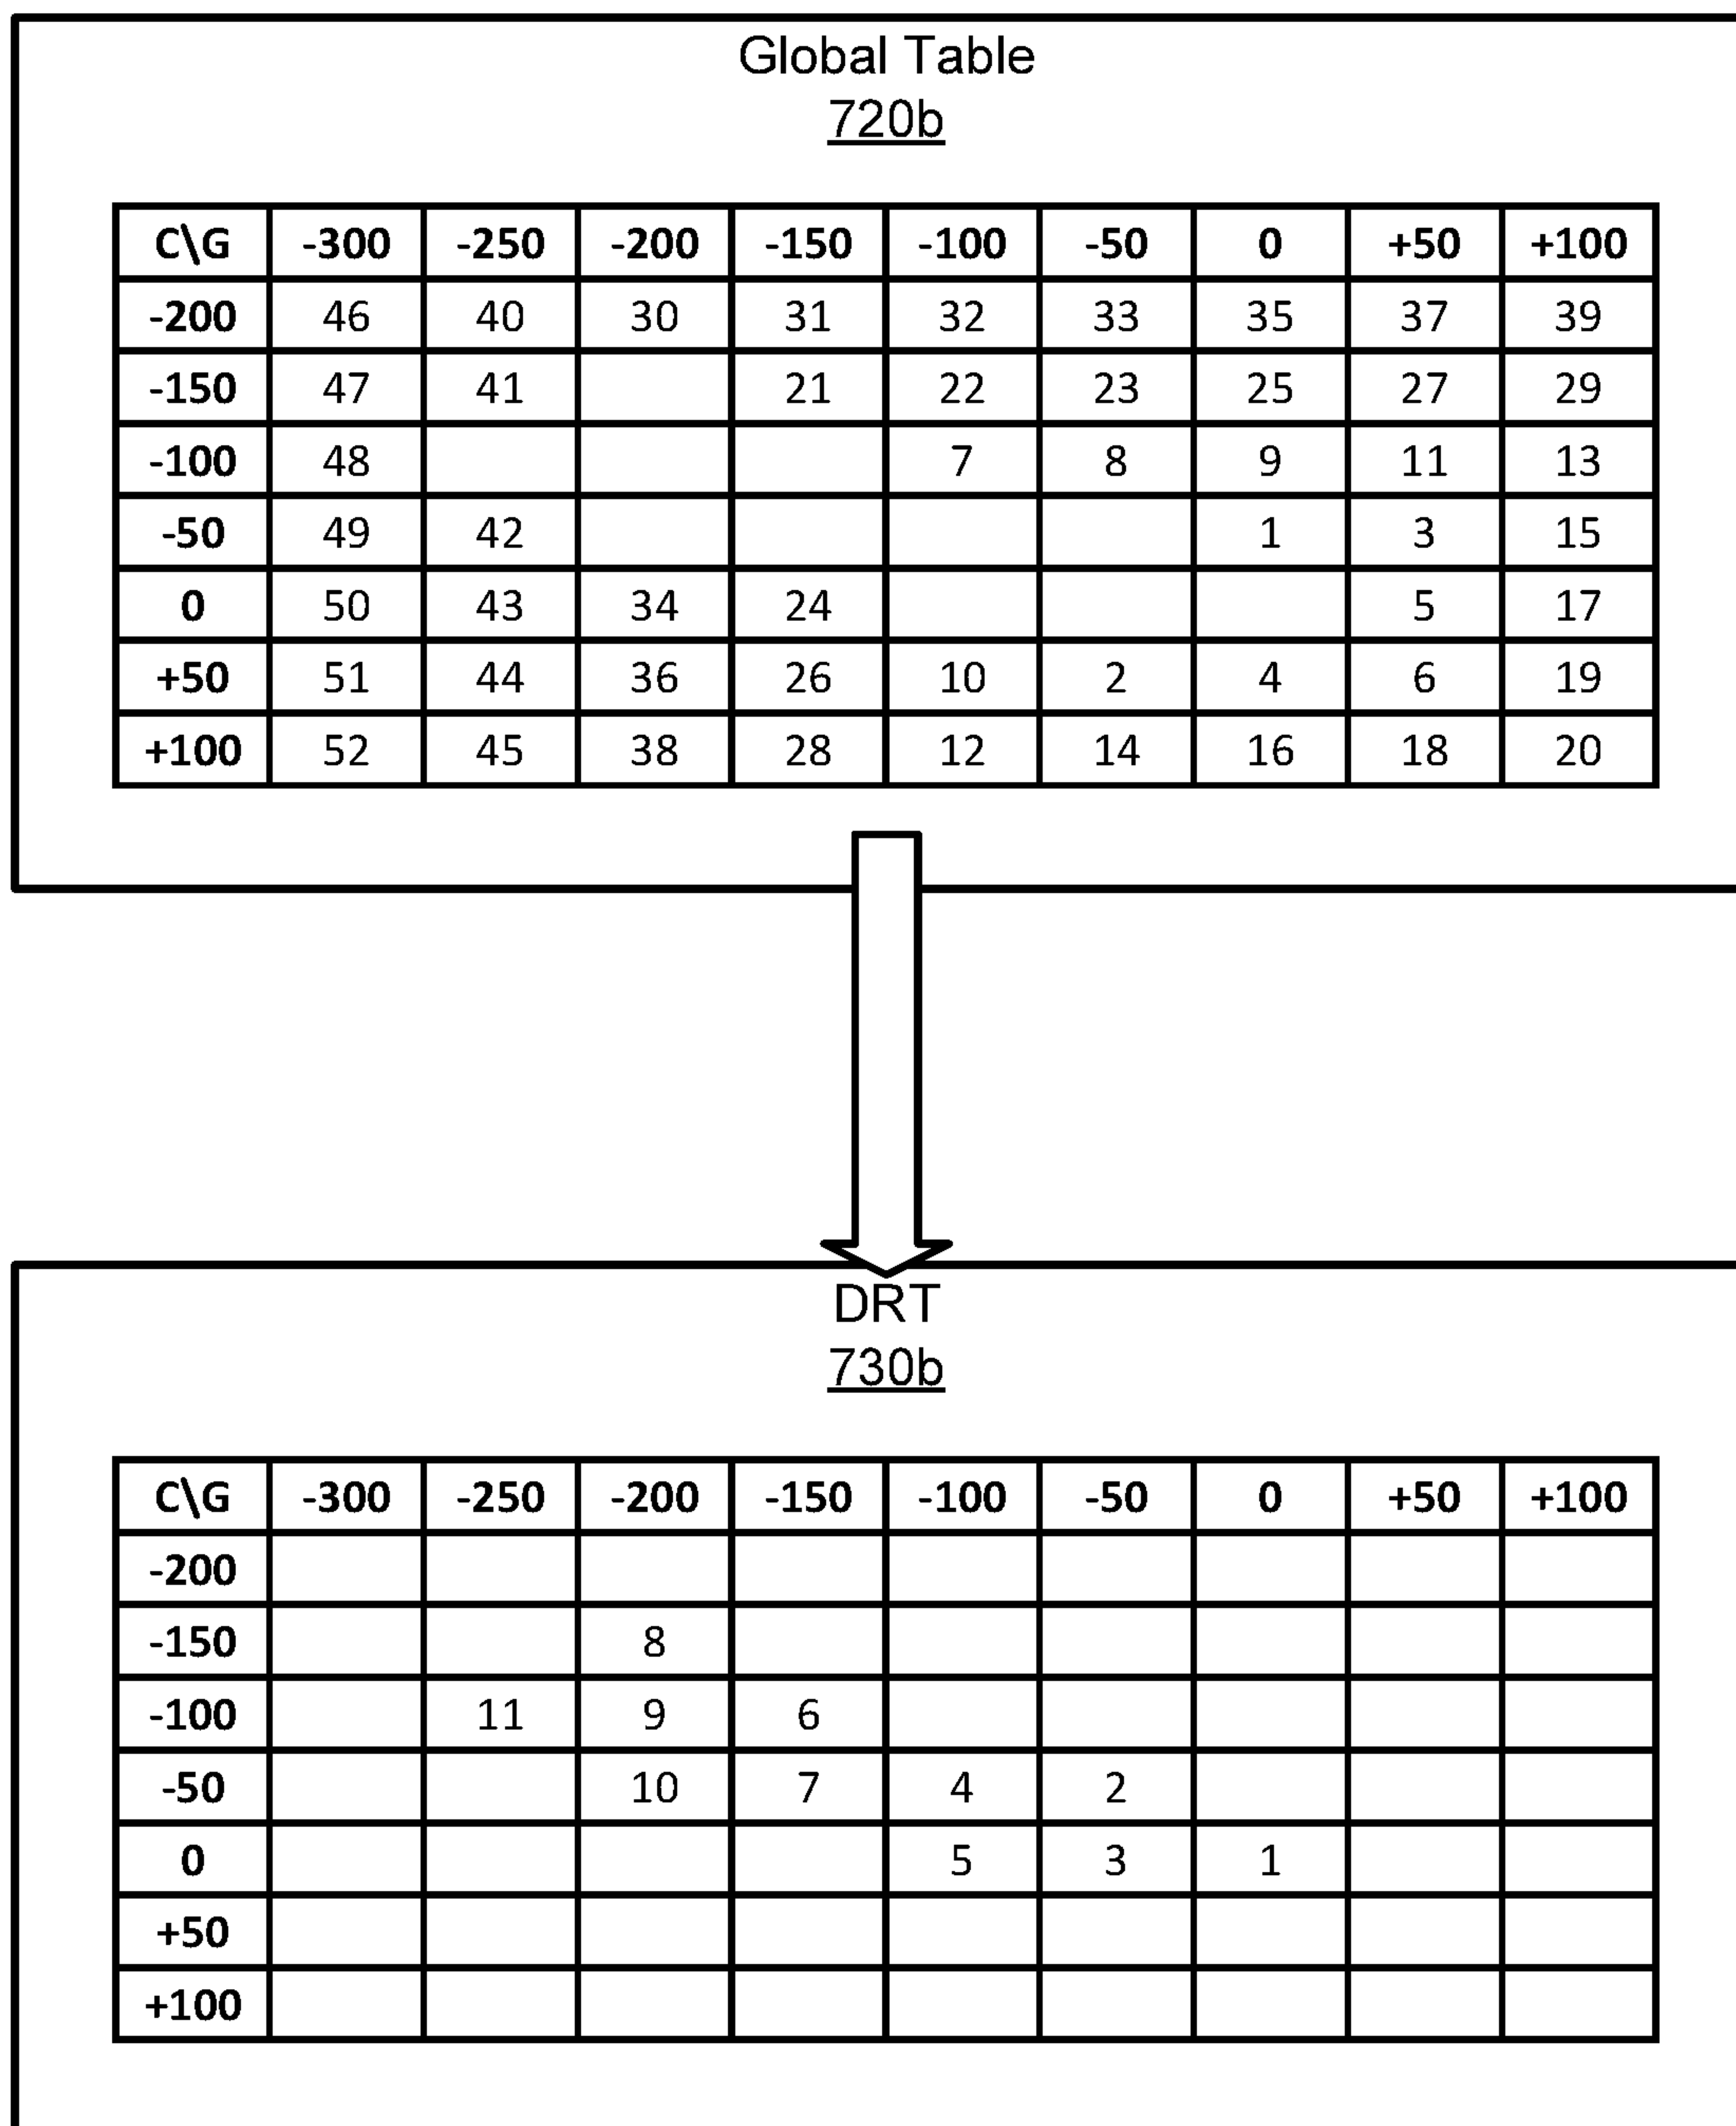 Global Table
720b
C\G -300 -250 -200 -150 -100 -50 0 +50 +100
-200 46 40 30 31 32 33 35 37 39
-150 47 41 21 22 23 25 27 29
-100 48 7 8 9 11 13
-50 49 42 1 3 15
0 50 43 34 24 5 17
+50 51 44 36 26 10 2 4 6 19
+100 52 45 38 28 12 14 16 18 20
DRT
730b
C\G -300 -250 -200 -150 -100 -50 0 +50 +100
-200
-150 8
-100 11 9 6
-50 10 7 4 2
0 5 3 1
+50
+100